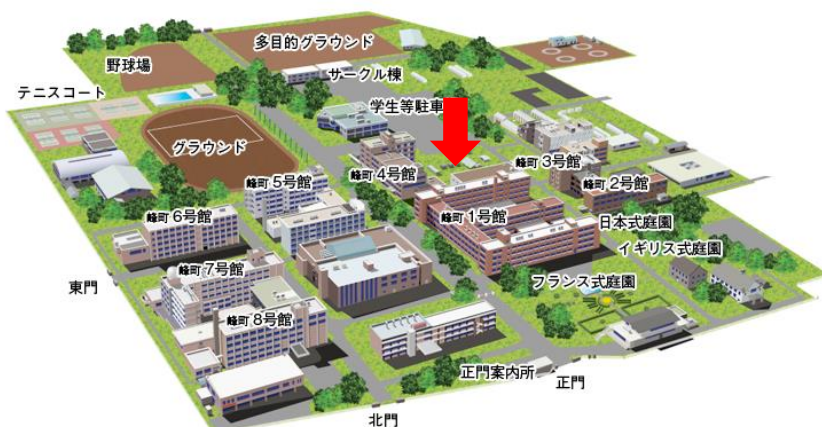 多目的グラウンド
野球場
サークル棟
テニスコート
学生等駐車
グラウンド
峰町3号館
峰町4号館
峰町5号館
峰町2号館
峰町6号館
峰町1号館
日本式庭園
イギリス式庭園
峰町7号館
東門
フランス式庭園
峰町8号館
正門案内所
正門
北門